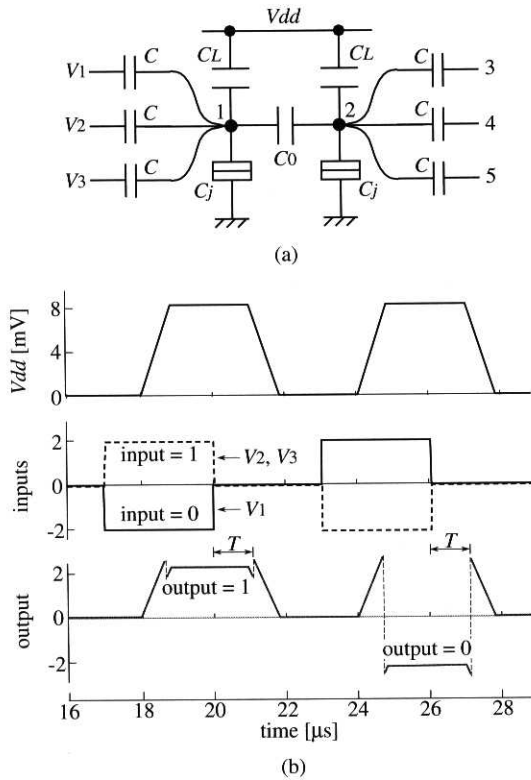 Vdd
V1 C CL CL C 3
V2 C 1 2 C 4
V3 C C0 C 5
Cj Cj
(a)
Vdd [mV]
8
4
0
inputs
2
0
-2
input = 1
input = 0
V2, V3
V1
output
2
0
-2
T
output = 1
T
output = 0
16 18 20 22 24 26 28
time [µs]
(b)